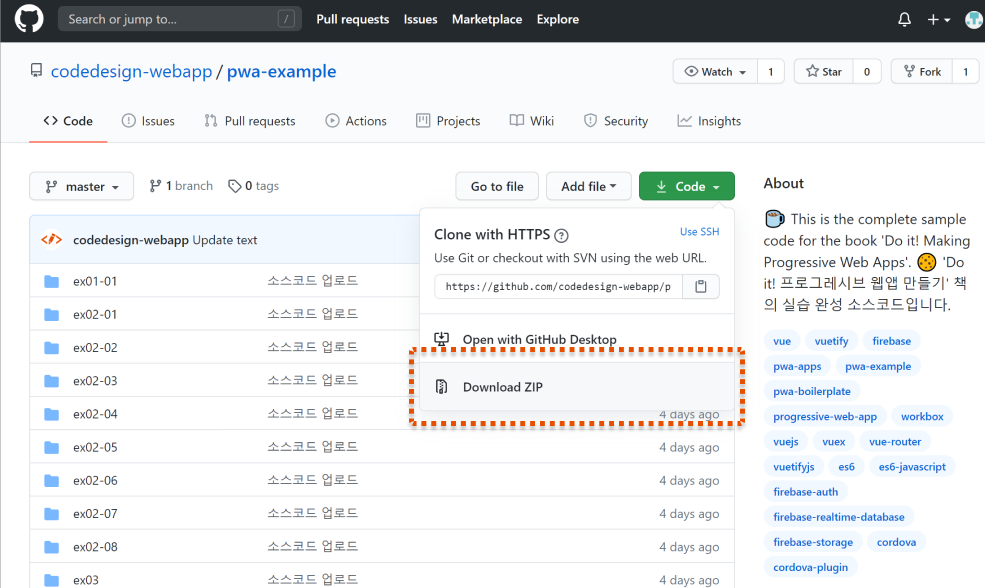 Search or jump to... /
Pull requests Issues Marketplace Explore
codedesign-webapp / pwa-example
Watch 1 Star 0 Fork 1
Code Issues Pull requests Actions Projects Wiki Security Insights
master 1 branch 0 tags Go to file Add file Code
codedesign-webapp Update text
ex01-01 소스코드 업로드
ex02-01 소스코드 업로드
ex02-02 소스코드 업로드
ex02-03 소스코드 업로드
ex02-04 소스코드 업로드 4 days ago
ex02-05 소스코드 업로드 4 days ago
ex02-06 소스코드 업로드 4 days ago
ex02-07 소스코드 업로드 4 days ago
ex02-08 소스코드 업로드 4 days ago
ex03 소스코드 업로드 4 days ago
Clone with HTTPS ? Use SSH
Use Git or checkout with SVN using the web URL.
https://github.com/codedesign-webapp/p
Open with GitHub Desktop
Download ZIP
About
This is the complete sample
code for the book 'Do it! Making
Progressive Web Apps'. 'Do
it! 프로그레시브 웹앱 만들기' 책
의 실습 완성 소스코드입니다.
vue vuetify firebase
pwa-apps pwa-example
pwa-boilerplate
progressive-web-app workbox
vuejs vuex vue-router
vuetifyjs es6 es6-javascript
firebase-auth
firebase-realtime-database
firebase-storage cordova
cordova-plugin